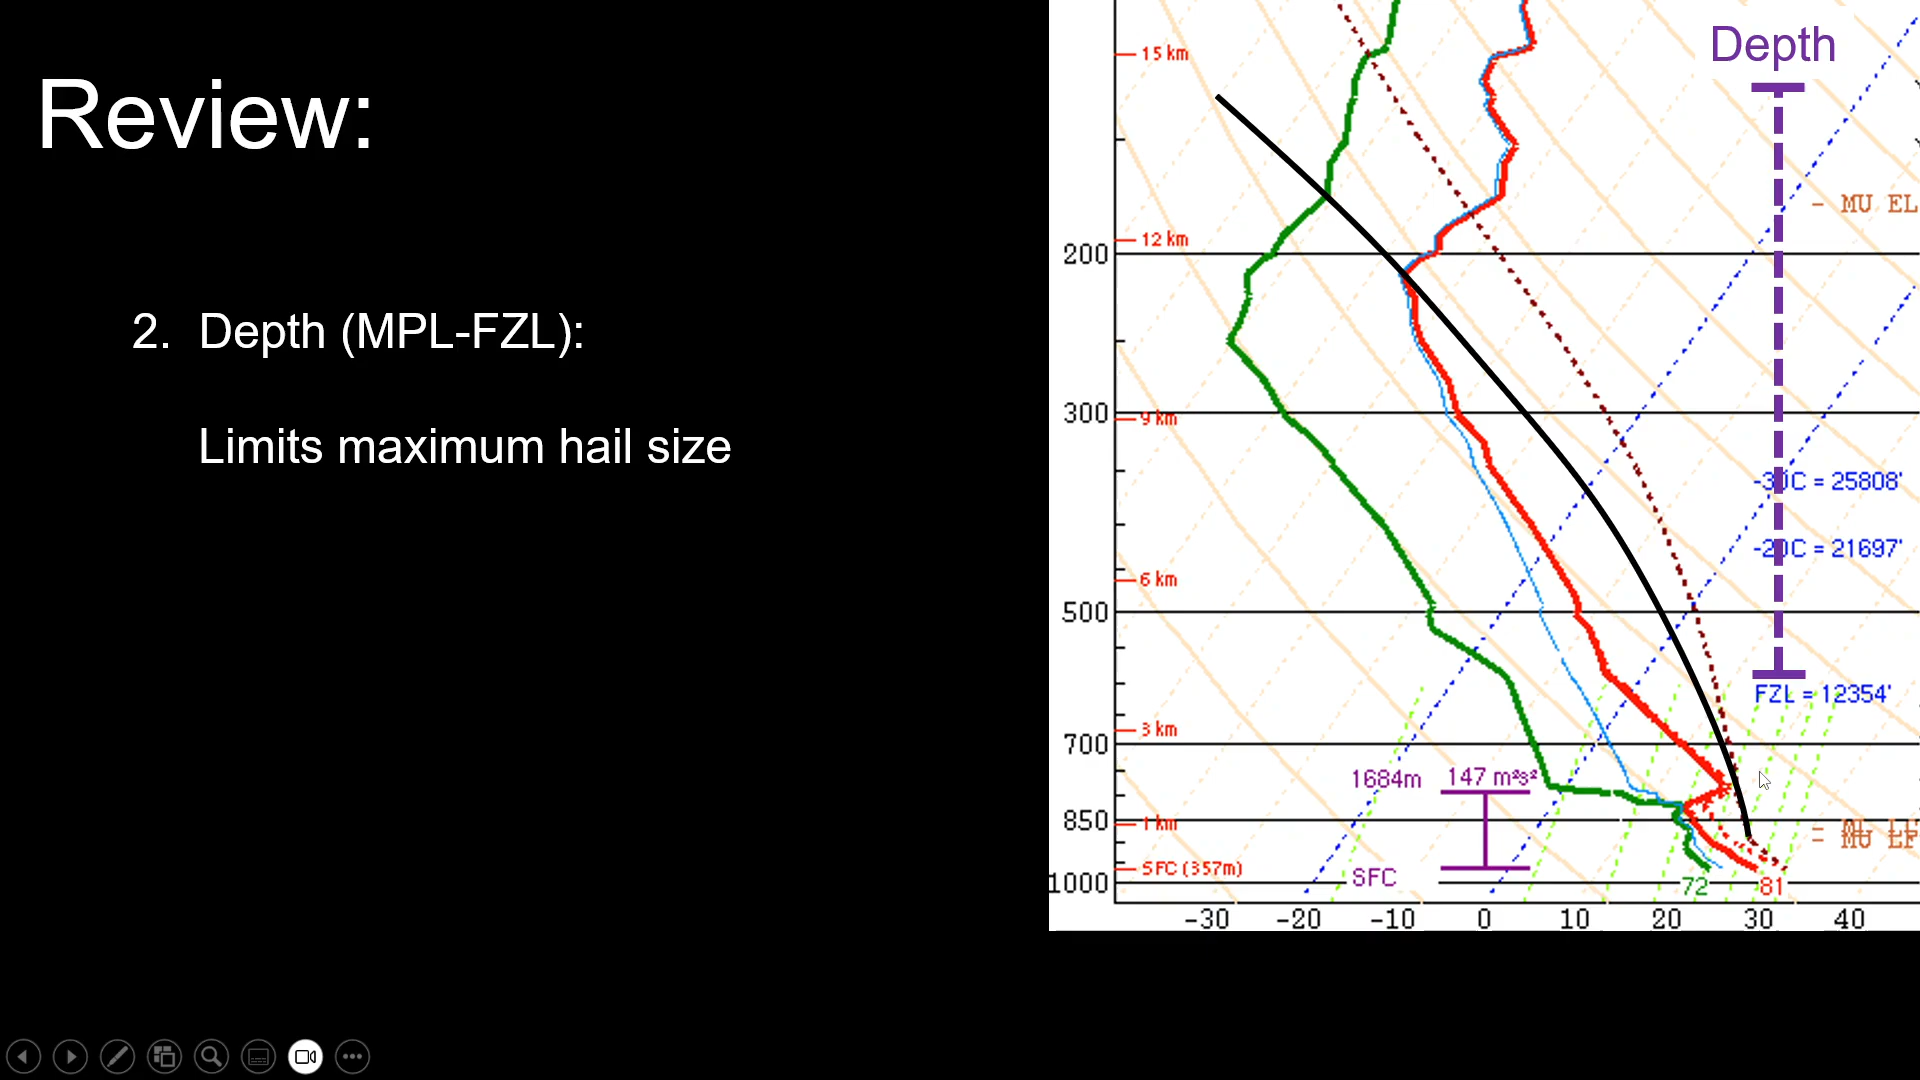 Review:
2. Depth (MPL-FZL):
Limits maximum hail size
Depth
15 km
- MU EL
12 km
200
300
9 km
-30C = 25808'
-20C = 21697'
6 km
500
FZL = 12354'
3 km
700
1684m 147 m²s²
850
1 km
SFC (357m)
SFC
1000
72 81
-30 -20 -10 0 10 20 30 40